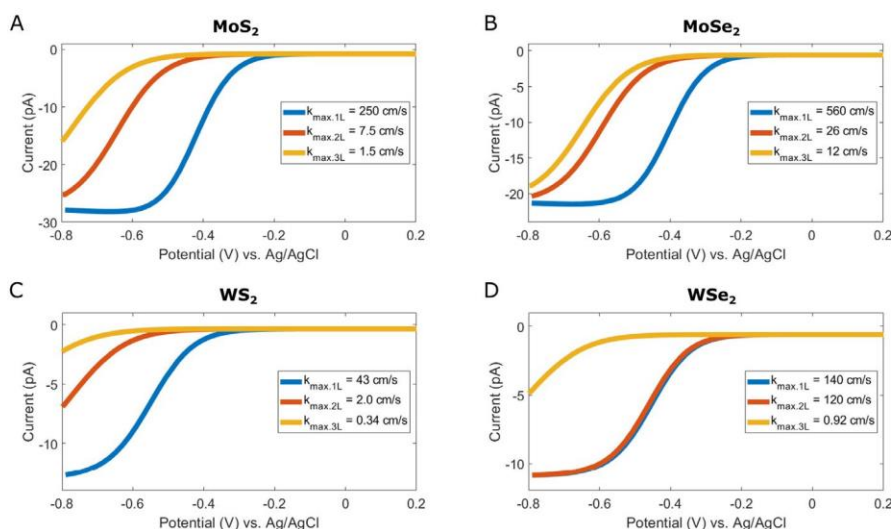 A
MoS2
0
-10
-20
-30
Current (pA)
kmax.1L = 250 cm/s
kmax.2L = 7.5 cm/s
kmax.3L = 1.5 cm/s
-0.8 -0.6 -0.4 -0.2 0 0.2
Potential (V) vs. Ag/AgCl
B
MoSe2
0
-5
-10
-15
-20
Current (pA)
kmax.1L = 560 cm/s
kmax.2L = 26 cm/s
kmax.3L = 12 cm/s
-0.8 -0.6 -0.4 -0.2 0 0.2
Potential (V) vs. Ag/AgCl
C
WS2
0
-5
-10
Current (pA)
kmax.1L = 43 cm/s
kmax.2L = 2.0 cm/s
kmax.3L = 0.34 cm/s
-0.8 -0.6 -0.4 -0.2 0 0.2
Potential (V) vs. Ag/AgCl
D
WSe2
0
-5
-10
Current (pA)
kmax.1L = 140 cm/s
kmax.2L = 120 cm/s
kmax.3L = 0.92 cm/s
-0.8 -0.6 -0.4 -0.2 0 0.2
Potential (V) vs. Ag/AgCl